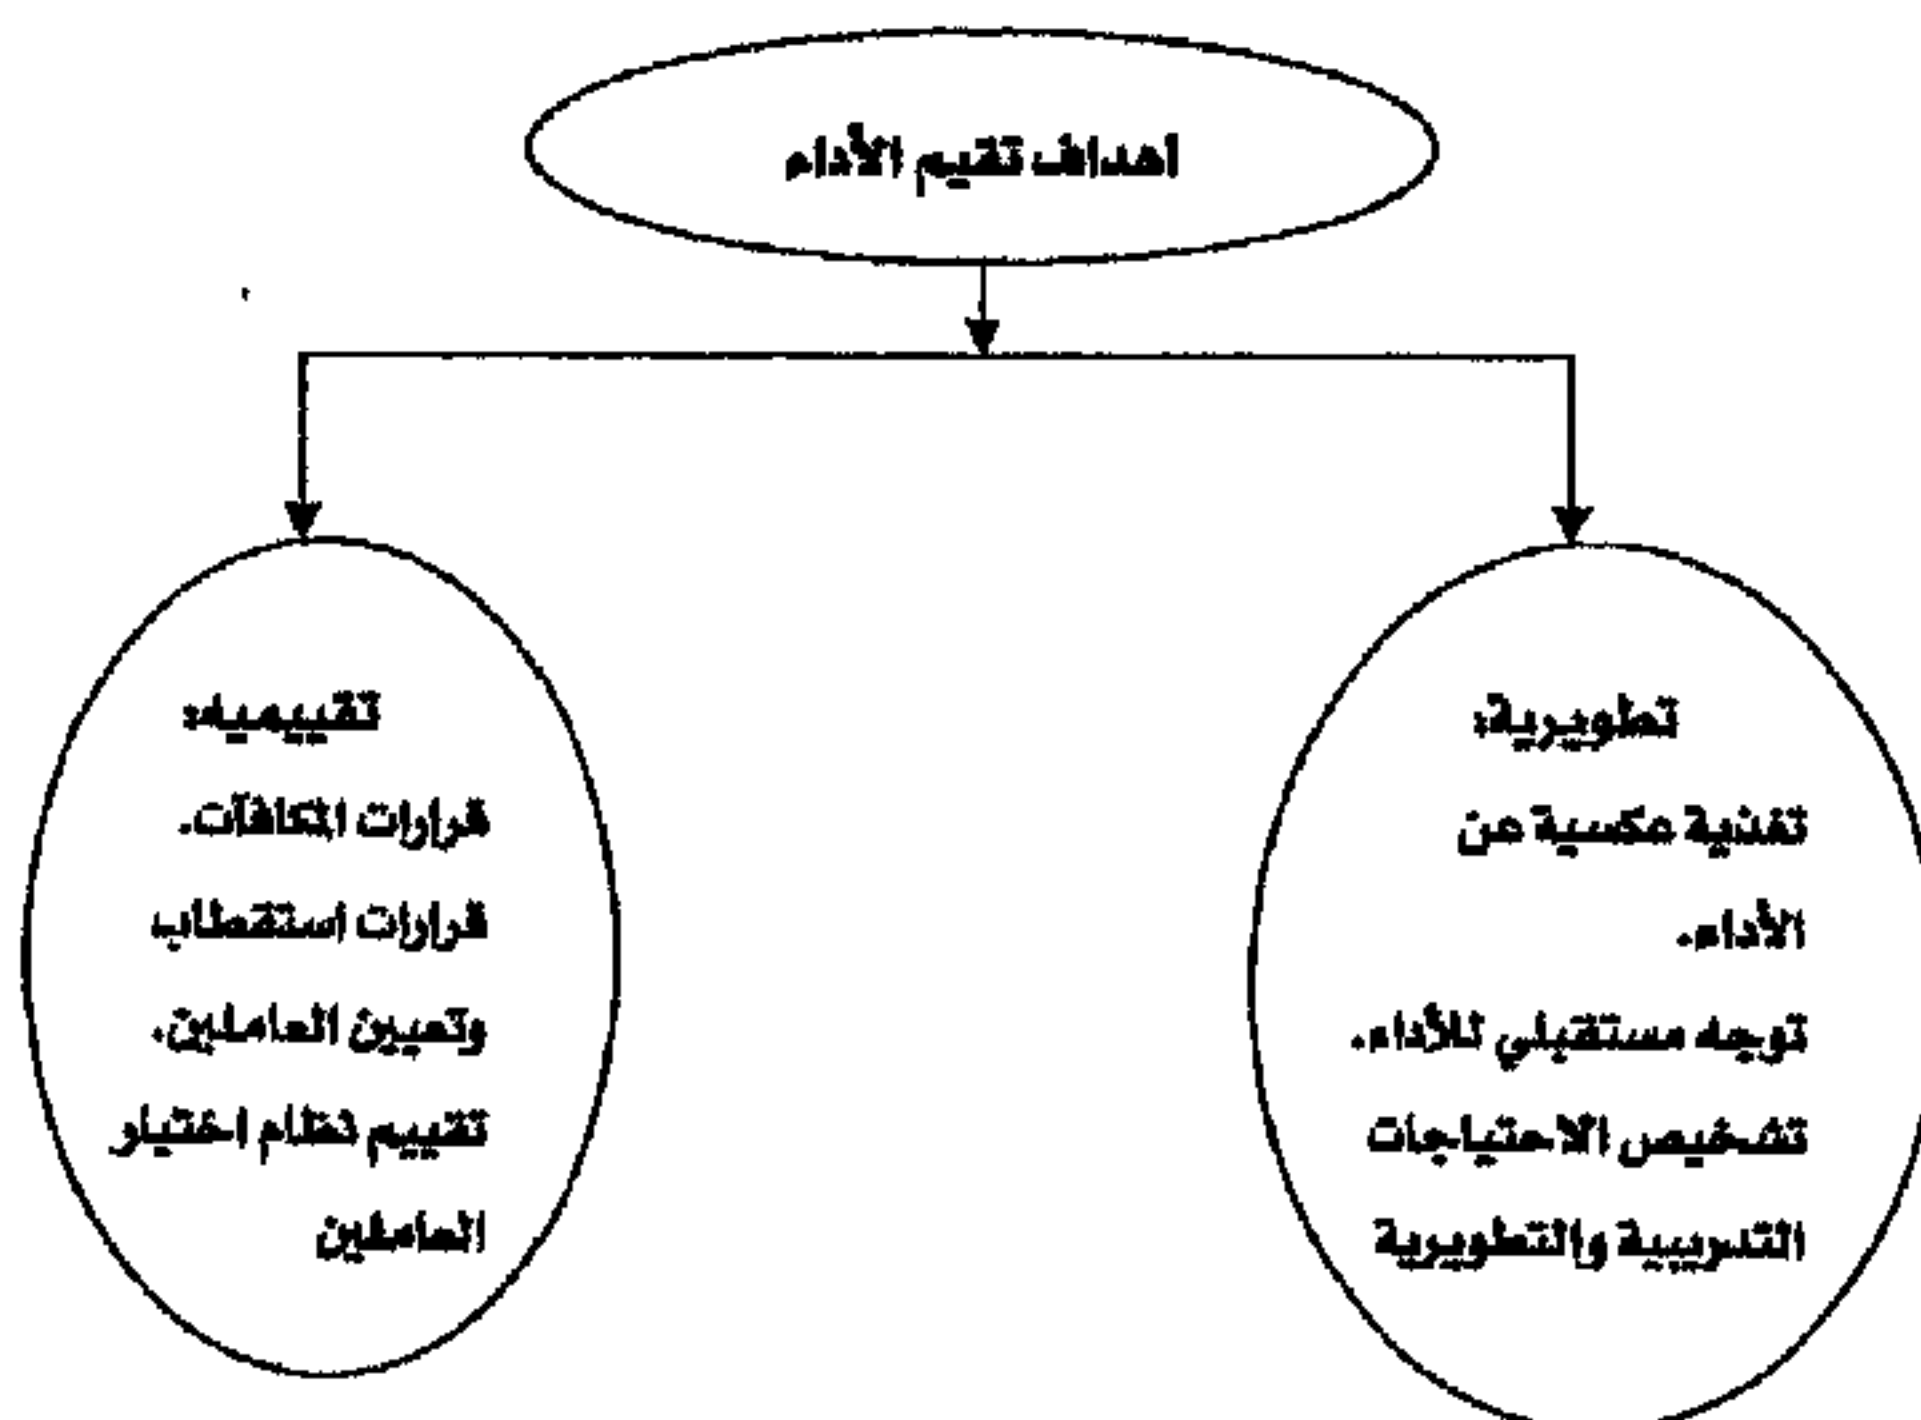 اهداف تقيم الأداء
تطويرية:
تغذية عكسية عن
الأداء.
توجه مستقبلي للأداء.
تشخيص الاحتياجات
التدريبية والتطويرية
تقييميه:
قرارات المكافآت.
قرارات استقطاب
وتعيين العاملين.
تقييم نظام اختيار
العاملين